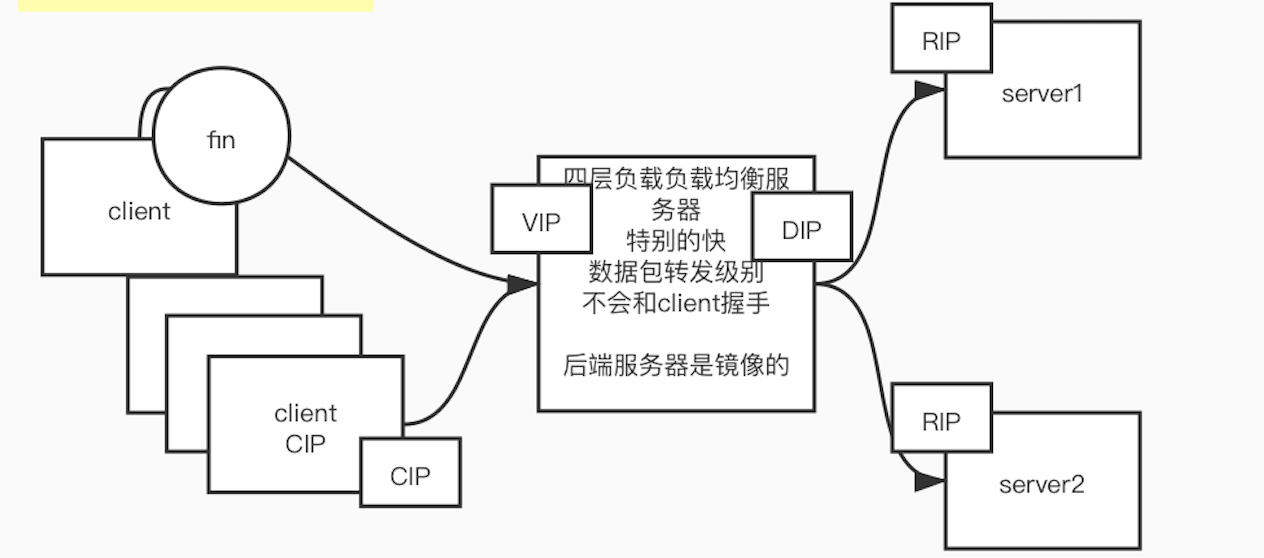 fin
client
client
CIP
CIP
VIP
四层负载负载均衡服
务器
特别的快
数据包转发级别
不会和client握手
后端服务器是镜像的
DIP
RIP
server1
RIP
server2